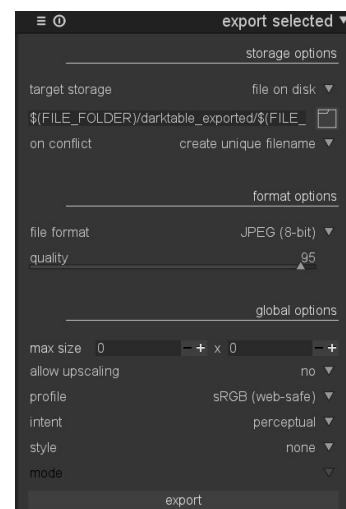 export selected
storage options
target storage file on disk
$(FILE_FOLDER)/darktable_exported/$(FILE_
on conflict create unique filename
format options
file format JPEG (8-bit)
quality 95
global options
max size 0 - + x 0 - +
allow upscaling no
profile sRGB (web-safe)
intent perceptual
style none
mode
export